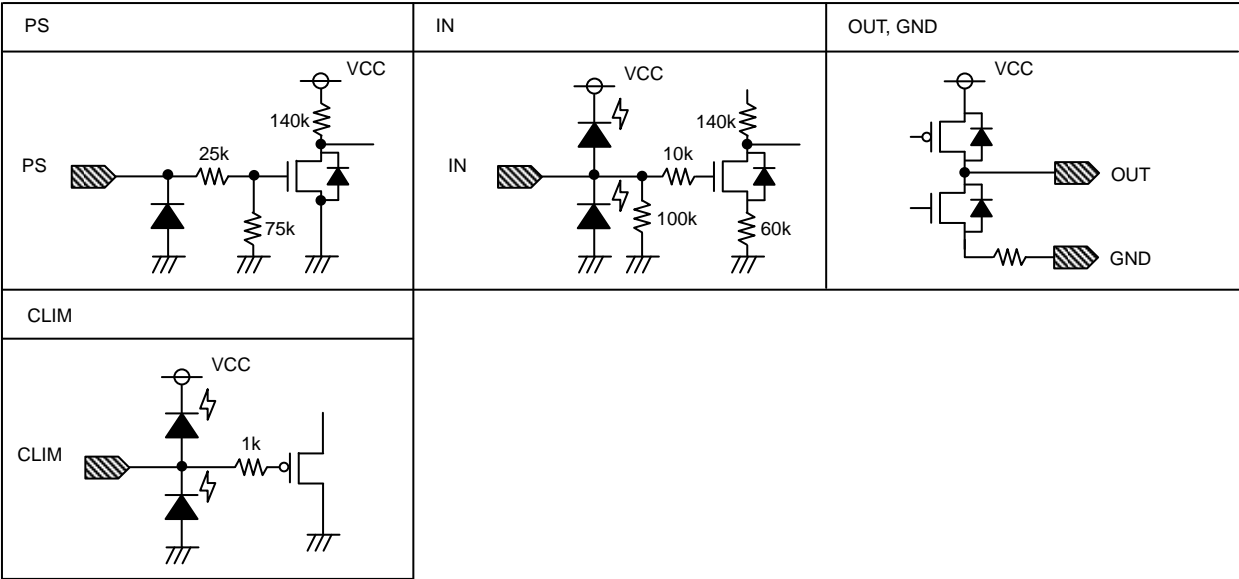 PS
IN
OUT, GND
VCC
140k
PS
25k
75k
VCC
140k
IN
10k
100k
60k
VCC
OUT
GND
CLIM
VCC
CLIM
1k